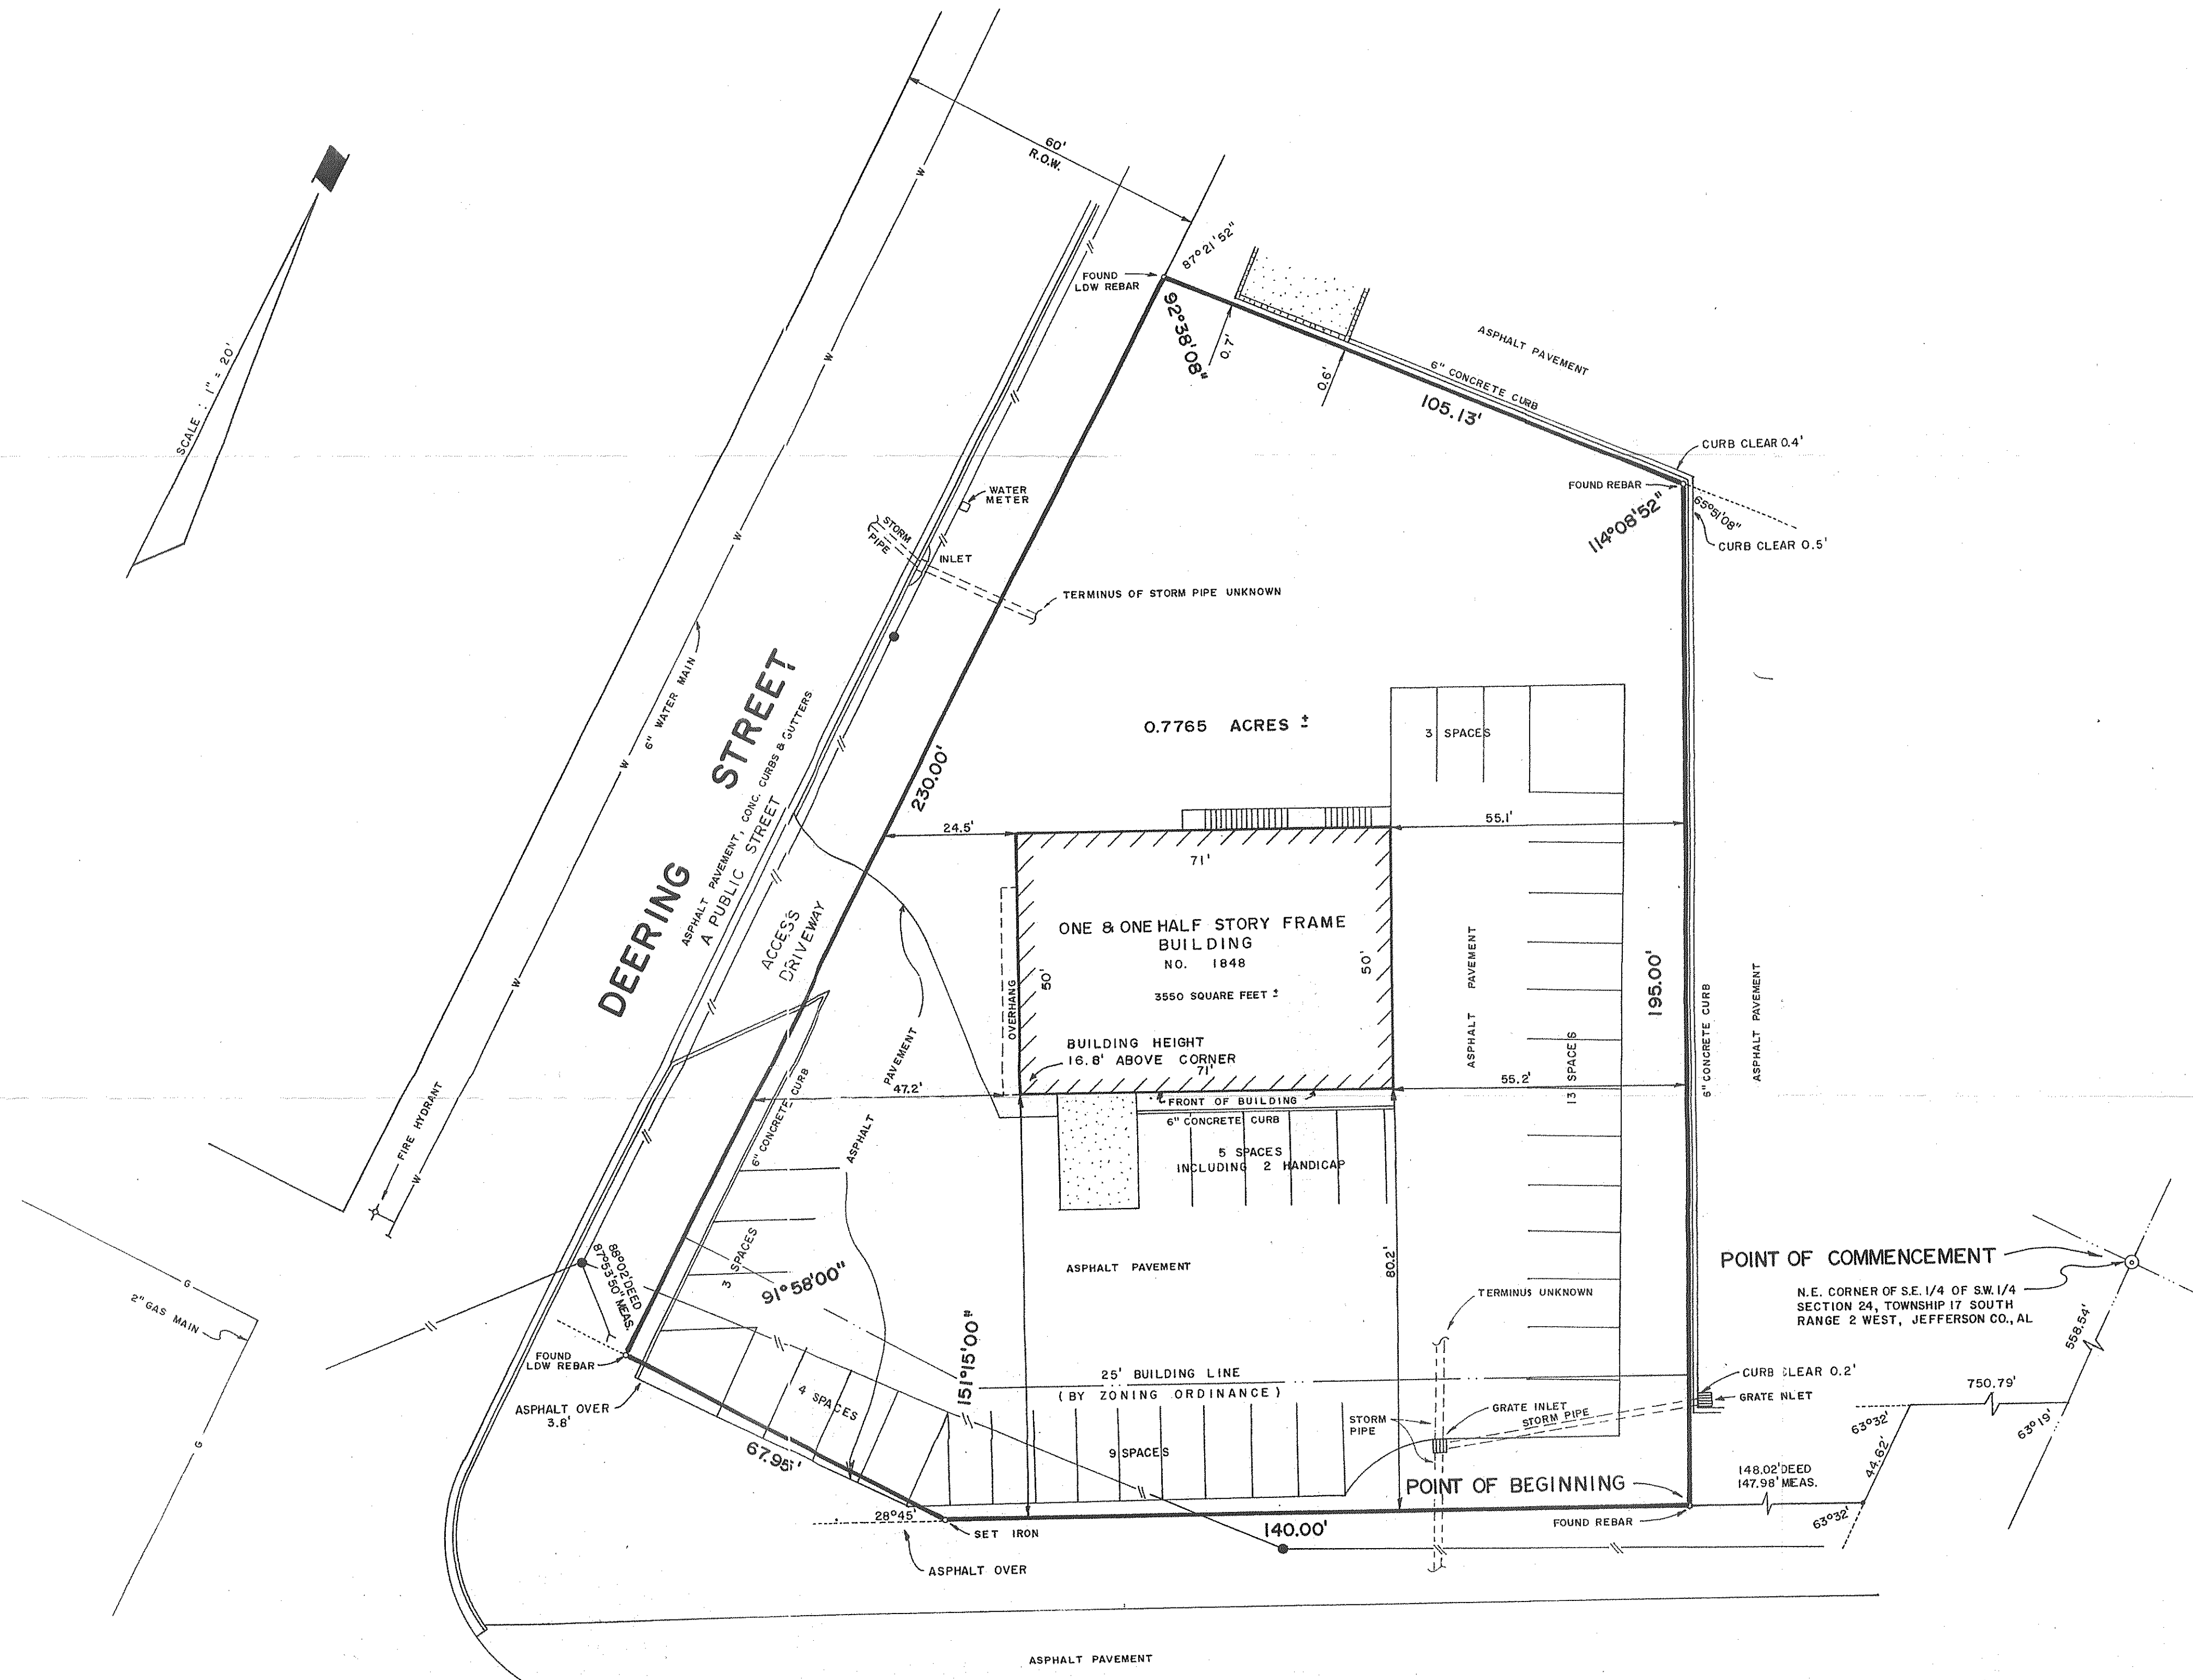 60'
R.O.W.
SCALE : 1" = 20'
W
W
W
W
W
W
W
87°21'52"
FOUND
LDW REBAR
92°38'08"
0.7'
0.6'
ASPHALT PAVEMENT
6" CONCRETE CURB
105.13'
CURB CLEAR 0.4'
FOUND REBAR
65°51'08"
114°08'52"
CURB CLEAR 0.5'
WATER
METER
STORM
PIPE
INLET
TERMINUS OF STORM PIPE UNKNOWN
6" WATER MAIN
DEERING STREET
ASPHALT PAVEMENT, CONC. CURBS & GUTTERS
A PUBLIC STREET
230.00'
0.7765 ACRES ±
3 SPACES
24.5'
55.1'
71'
ACCESS
DRIVEWAY
ONE & ONE HALF STORY FRAME
BUILDING
NO. 1848
3550 SQUARE FEET ±
50'
50'
OVERHANG
BUILDING HEIGHT
16.8' ABOVE CORNER
71'
ASPHALT PAVEMENT
13 SPACES
195.00'
6" CONCRETE CURB
ASPHALT PAVEMENT
47.2'
55.2'
FRONT OF BUILDING
6" CONCRETE CURB
5 SPACES
INCLUDING 2 HANDICAP
ASPHALT PAVEMENT
6" CONCRETE CURB
FIRE HYDRANT
3 SPACES
88°02' DEED
87°53'50" MEAS.
91°58'00"
ASPHALT PAVEMENT
80.2'
G
2" GAS MAIN
G
FOUND
LDW REBAR
ASPHALT OVER
3.8'
4 SPACES
67.95'
151°15'00"
25' BUILDING LINE
(BY ZONING ORDINANCE)
TERMINUS UNKNOWN
STORM
PIPE
GRATE INLET
STORM PIPE
9 SPACES
POINT OF COMMENCEMENT
N.E. CORNER OF S.E. 1/4 OF S.W. 1/4
SECTION 24, TOWNSHIP 17 SOUTH
RANGE 2 WEST, JEFFERSON CO., AL
558.54'
CURB CLEAR 0.2'
GRATE INLET
750.79'
63°32'
63°19'
44.62'
148.02' DEED
147.98' MEAS.
63°32'
POINT OF BEGINNING
FOUND REBAR
140.00'
28°45'
SET IRON
ASPHALT OVER
ASPHALT PAVEMENT